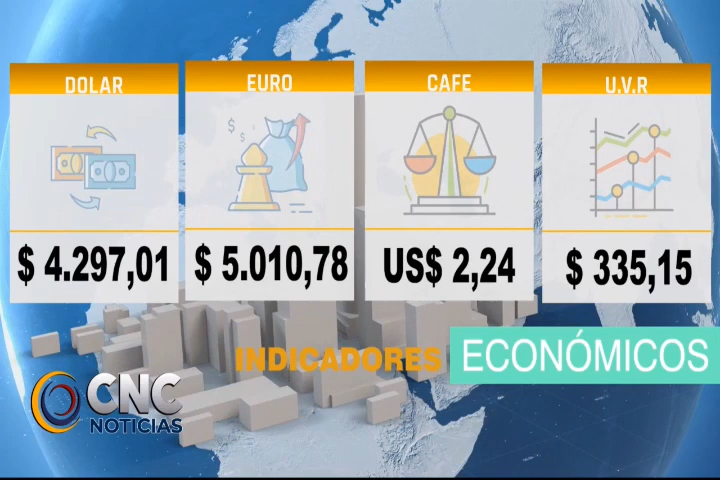 DOLAR
EURO
CAFE
U.V.R
$ 4.297,01
$ 5.010,78
US$ 2,24
$ 335,15
INDICADORES ECONÓMICOS
CNC
NOTICIAS